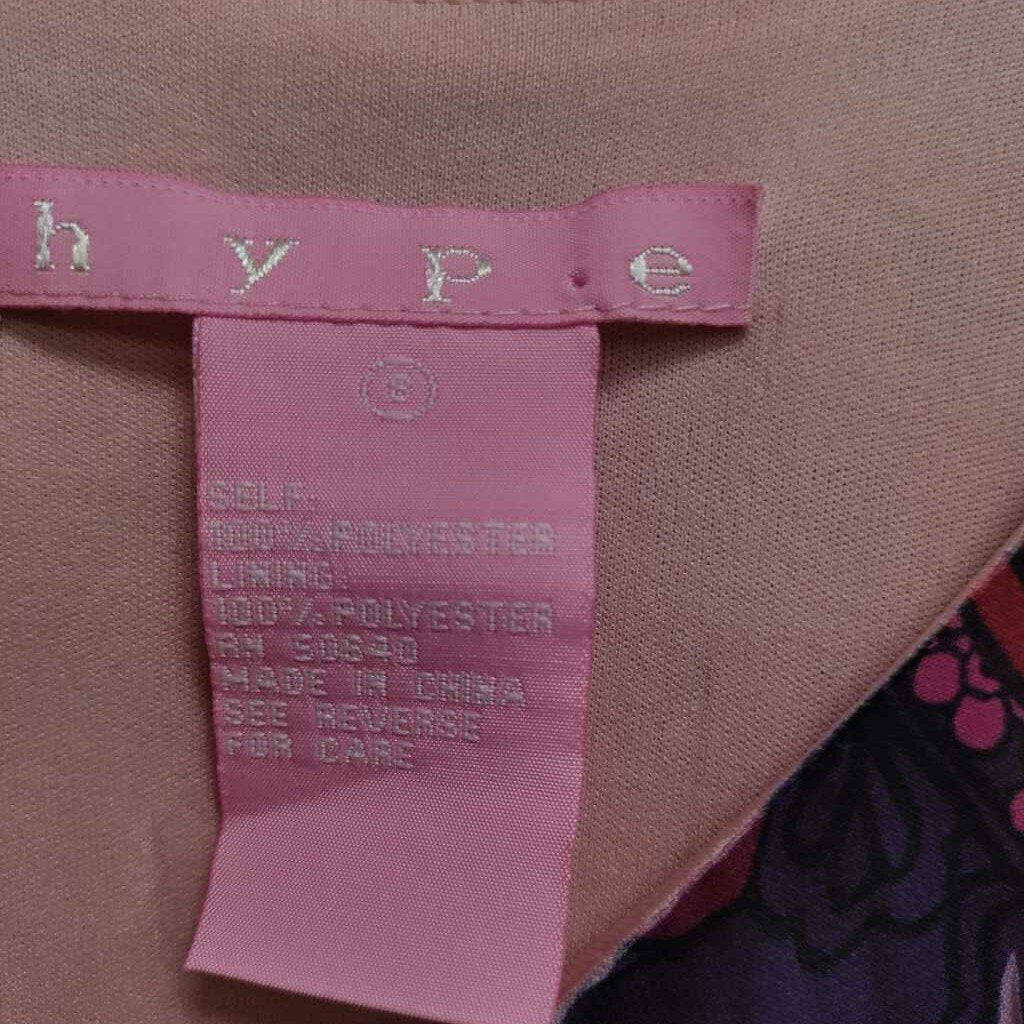 hype
8
SELF:
100% POLYESTER
LINING:
100% POLYESTER
RN 50640
MADE IN CHINA
SEE REVERSE
FOR CARE